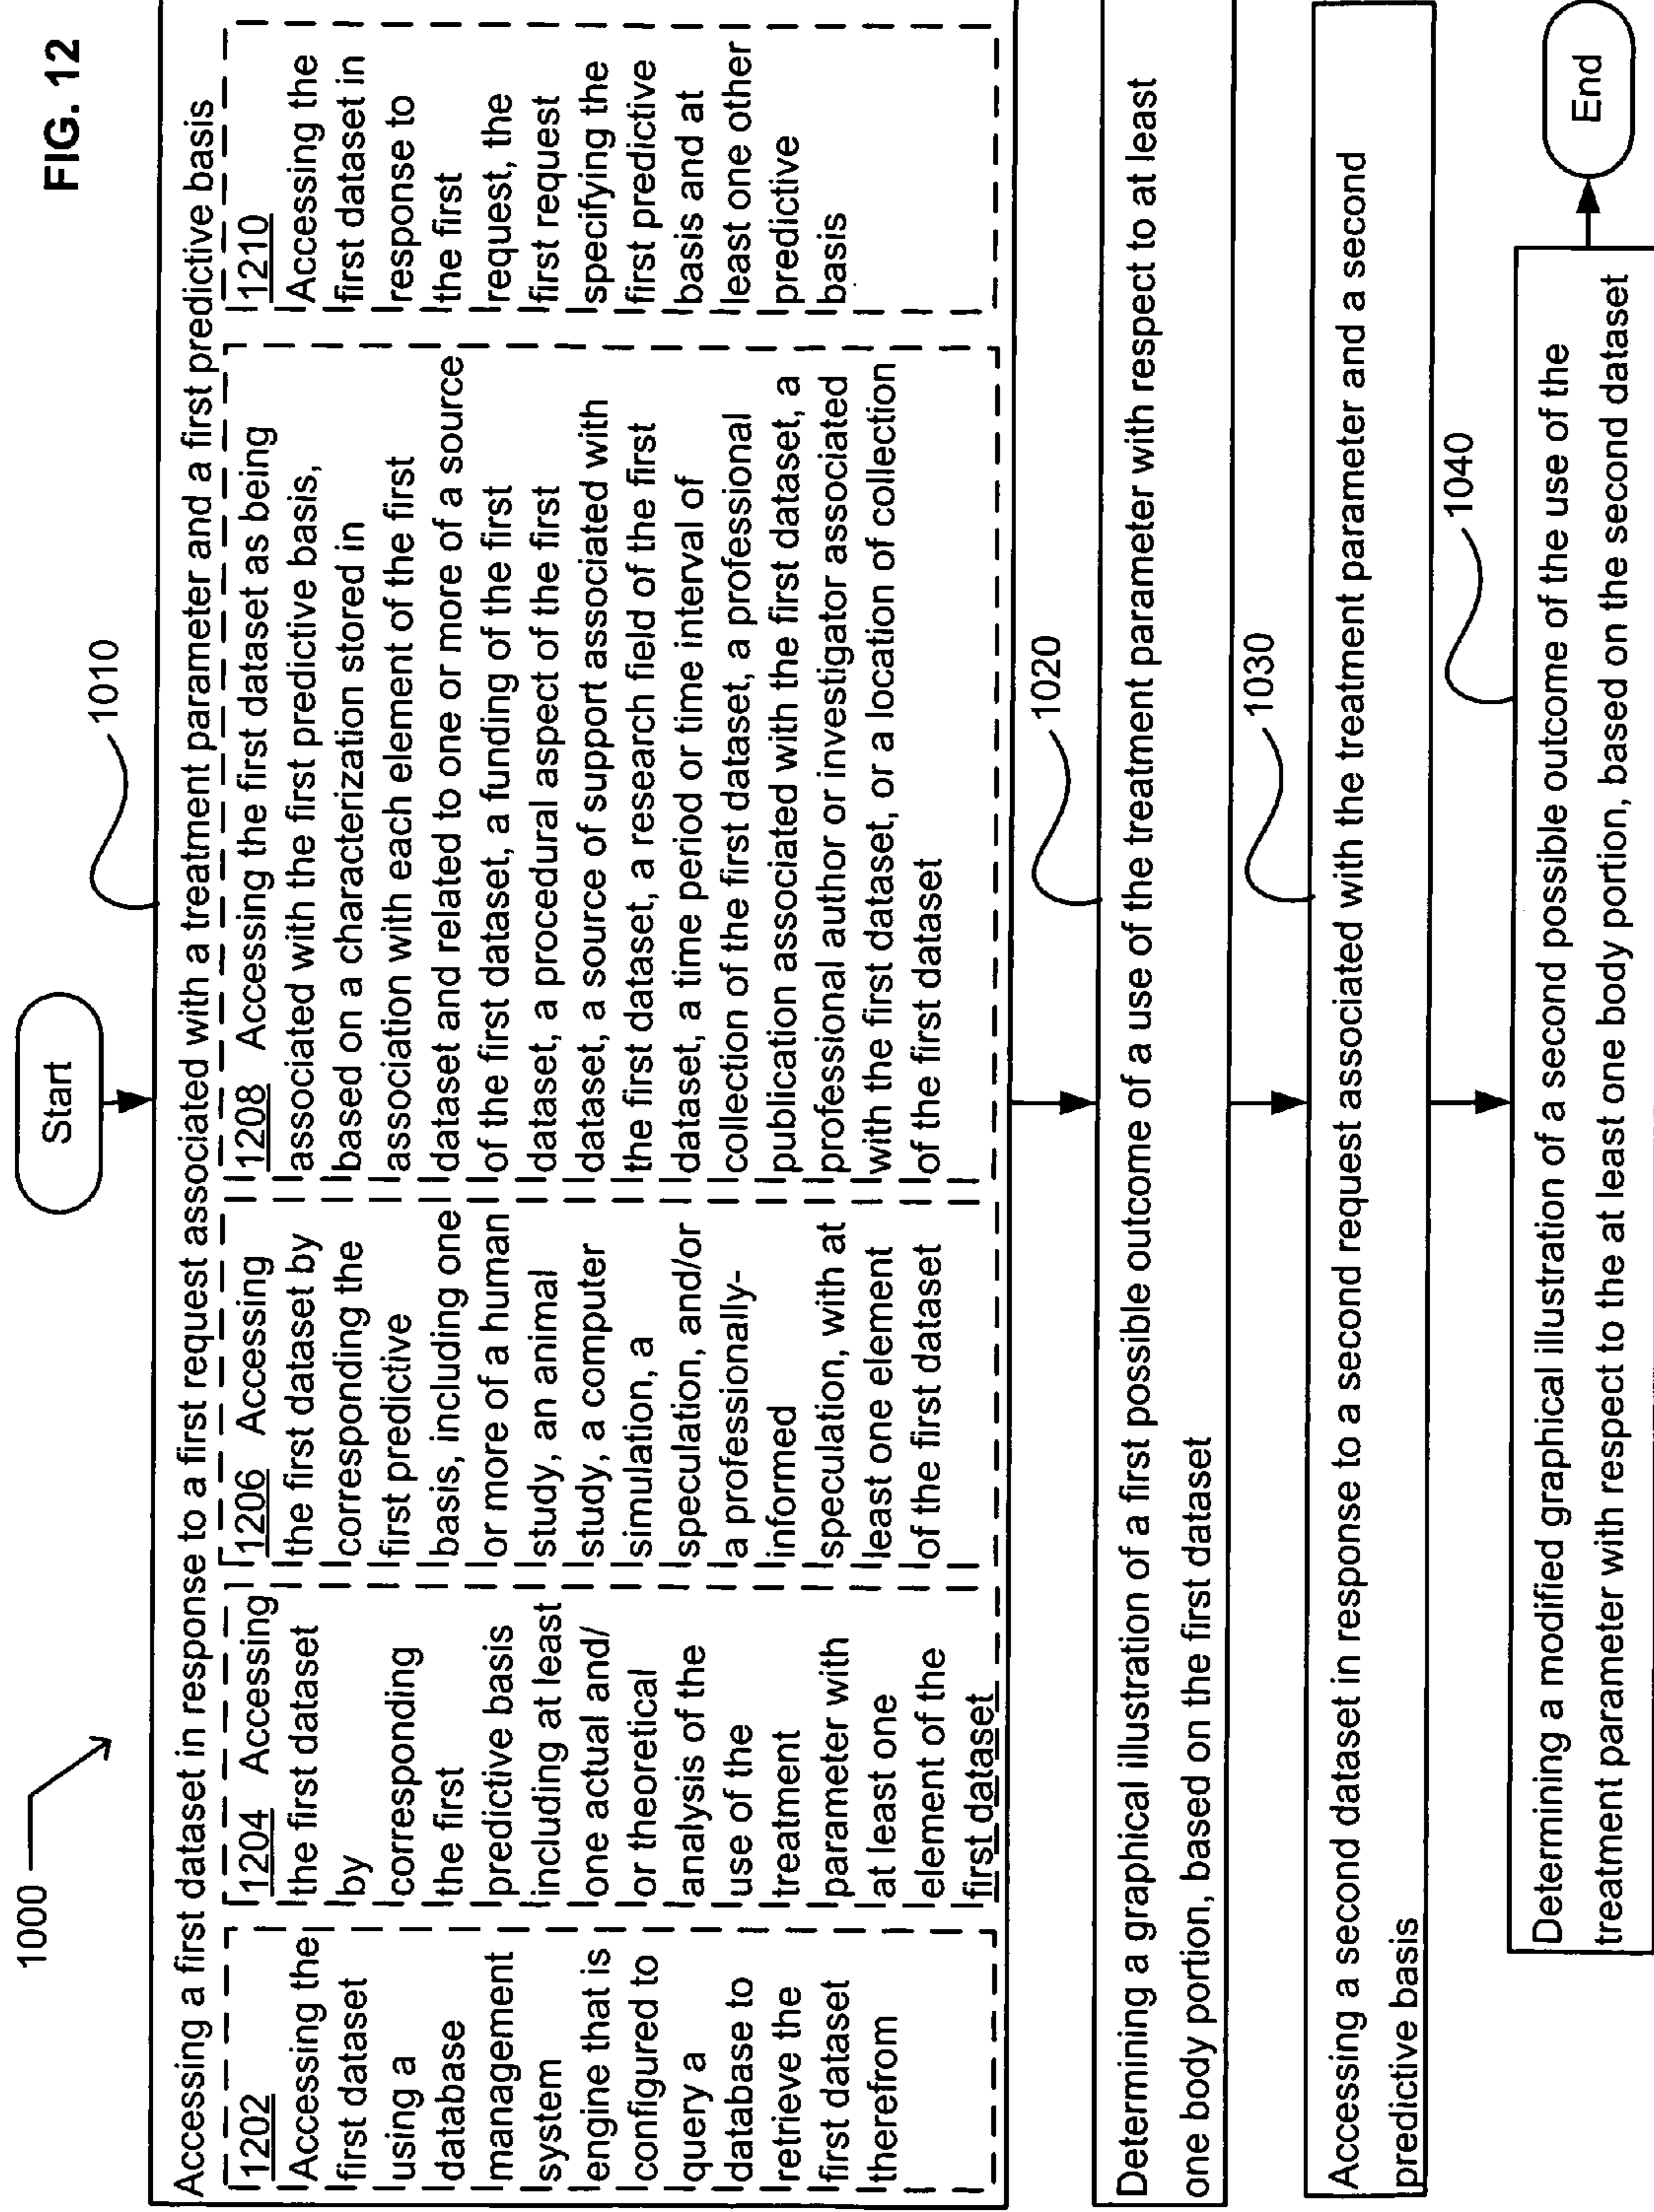 FIG. 12
1000
Start
1010
Accessing a first dataset in response to a first request associated with a treatment parameter and a first predictive basis
1202
Accessing the
first dataset
using a
database
management
system
engine that is
configured to
query a
database to
retrieve the
first dataset
therefrom
1204 Accessing
the first dataset
by
corresponding
the first
predictive basis
including at least
one actual and/
or theoretical
analysis of the
use of the
treatment
parameter with
at least one
element of the
first dataset
1206 Accessing
the first dataset by
corresponding the
first predictive
basis, including one
or more of a human
study, an animal
study, a computer
simulation, a
speculation, and/or
a professionally-
informed
speculation, with at
least one element
of the first dataset
1208 Accessing the first dataset as being
associated with the first predictive basis,
based on a characterization stored in
association with each element of the first
dataset and related to one or more of a source
of the first dataset, a funding of the first
dataset, a procedural aspect of the first
dataset, a source of support associated with
the first dataset, a research field of the first
dataset, a time period or time interval of
collection of the first dataset, a professional
publication associated with the first dataset, a
professional author or investigator associated
with the first dataset, or a location of collection
of the first dataset
1210
Accessing the
first dataset in
response to
the first
request, the
first request
specifying the
first predictive
basis and at
least one other
predictive
basis
1020
Determining a graphical illustration of a first possible outcome of a use of the treatment parameter with respect to at least
one body portion, based on the first dataset
1030
Accessing a second dataset in response to a second request associated with the treatment parameter and a second
predictive basis
1040
Determining a modified graphical illustration of a second possible outcome of the use of the
treatment parameter with respect to the at least one body portion, based on the second dataset
End